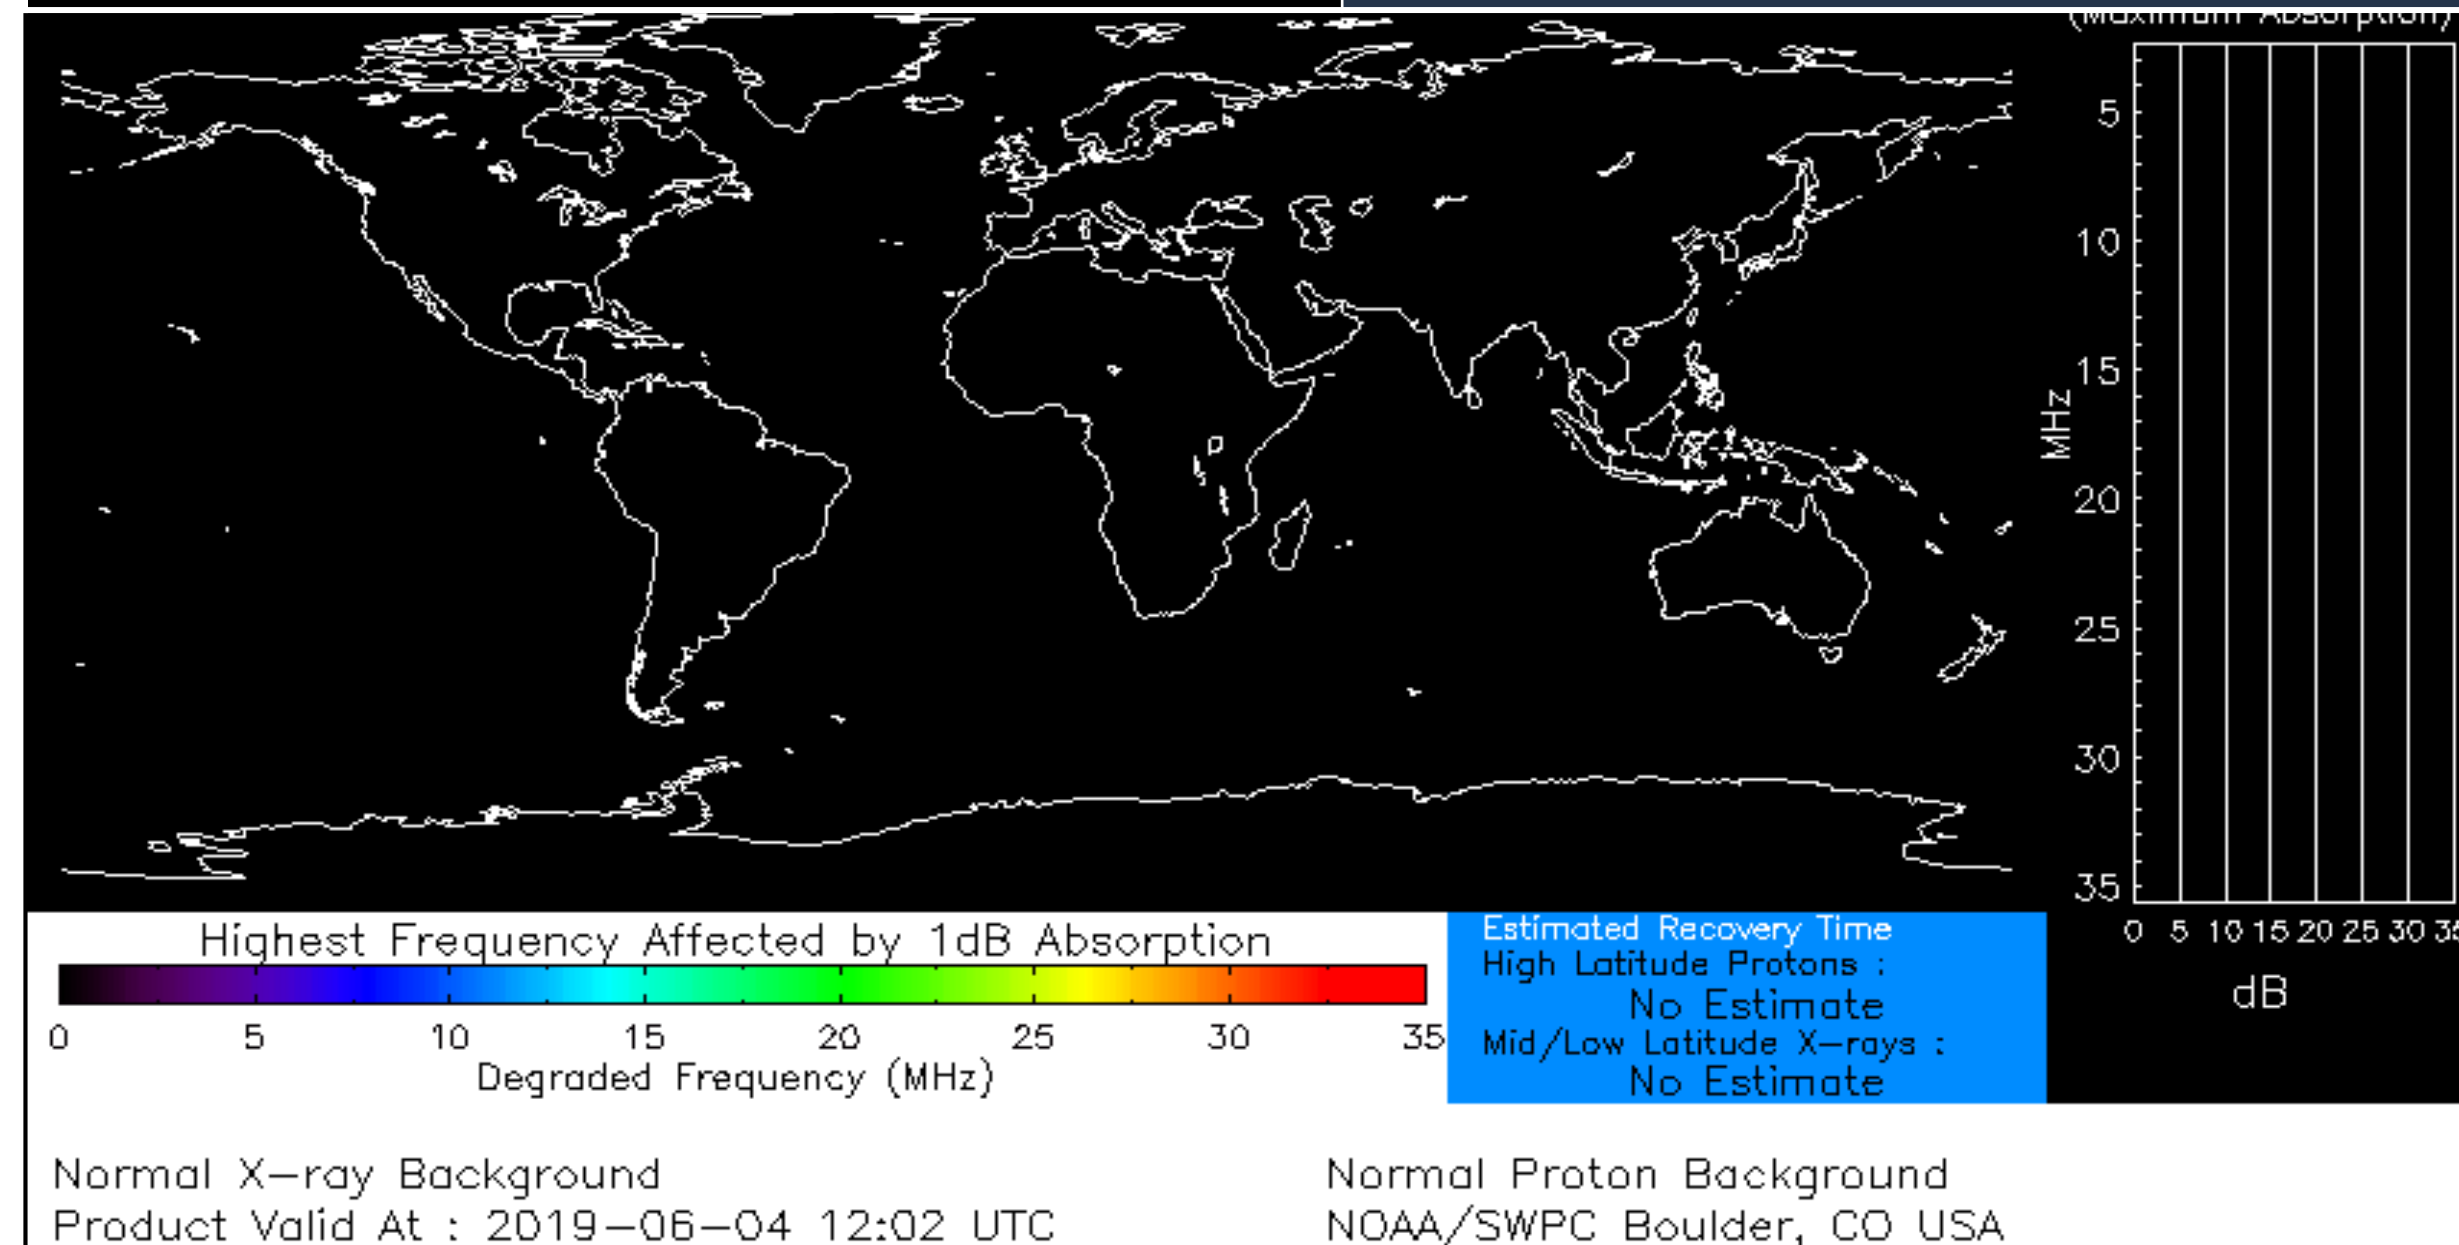 (Maximum Absorption)
5
10
15
20
25
30
35
MHz
0 5 10 15 20 25 30 35
dB
Highest Frequency Affected by 1dB Absorption
0 5 10 15 20 25 30 35
Degraded Frequency (MHz)
Estimated Recovery Time
High Latitude Protons :
No Estimate
Mid/Low Latitude X-rays :
No Estimate
Normal X-ray Background
Normal Proton Background
Product Valid At : 2019-06-04 12:02 UTC
NOAA/SWPC Boulder, CO USA